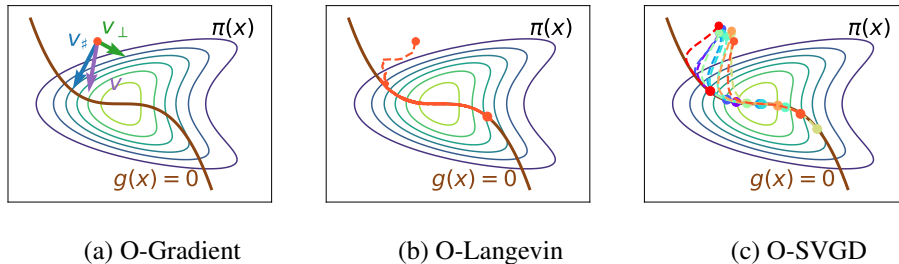 v♯ v⊥ π(x)
v
g(x) = 0
π(x)
g(x) = 0
π(x)
g(x) = 0
(a) O-Gradient
(b) O-Langevin
(c) O-SVGD